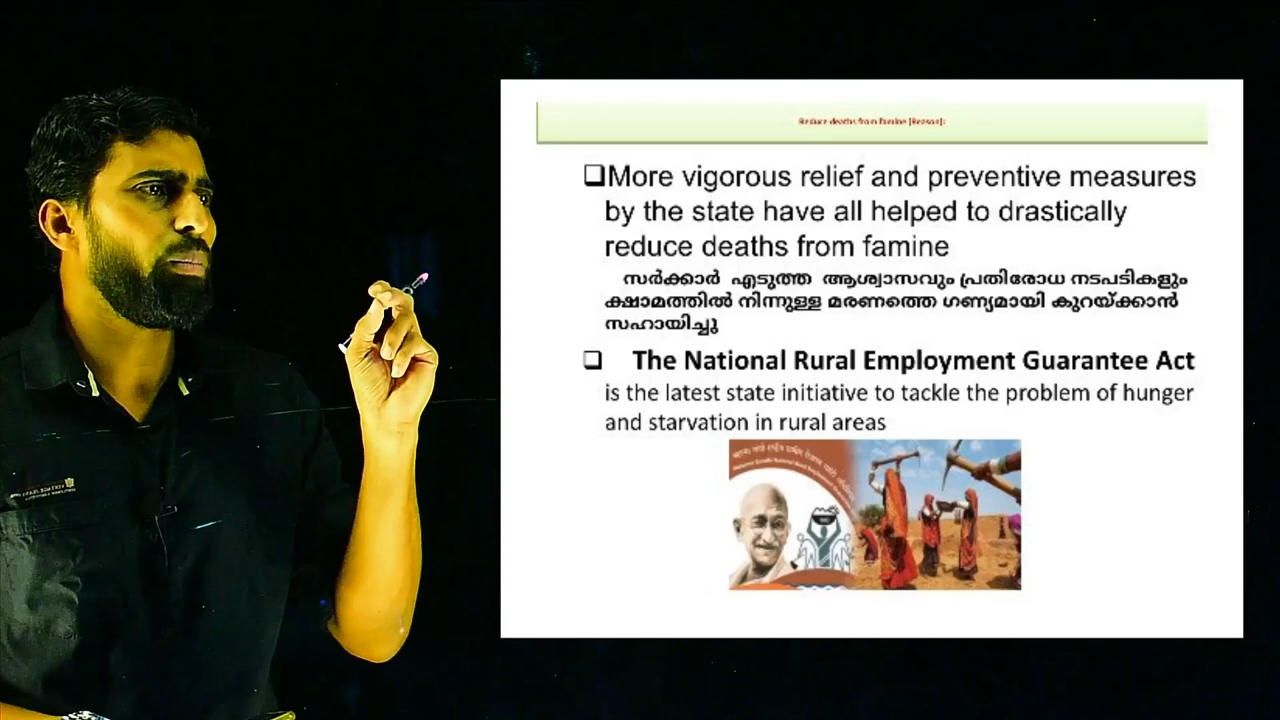 Reduce deaths from famine [Reason]:
❑More vigorous relief and preventive measures
by the state have all helped to drastically
reduce deaths from famine
സർക്കാർ എടുത്ത ആശ്വാസവും പ്രതിരോധ നടപടികളും
ക്ഷാമത്തിൽ നിന്നുള്ള മരണത്തെ ഗണ്യമായി കുറയ്ക്കാൻ
സഹായിച്ചു
❑ The National Rural Employment Guarantee Act
is the latest state initiative to tackle the problem of hunger
and starvation in rural areas